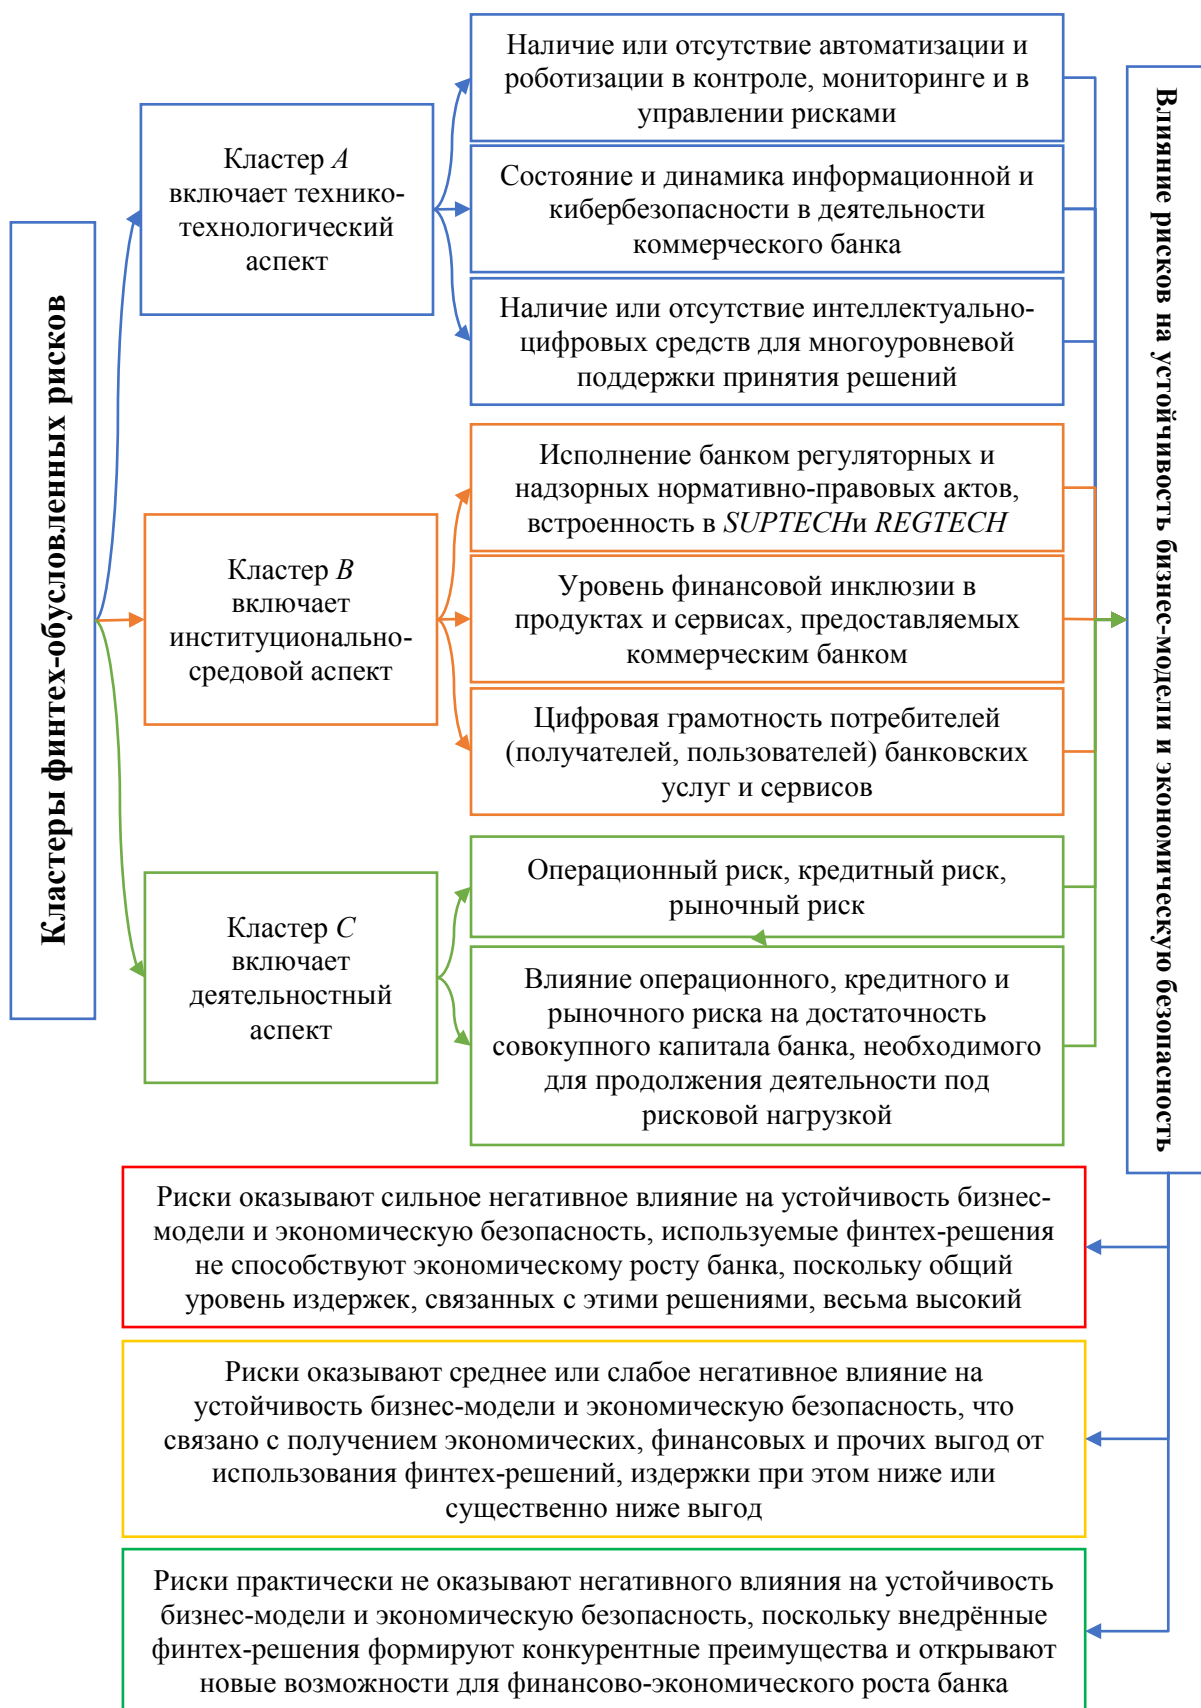 Кластеры финтех-обусловленных рисков
Кластер A
включает технико-
технологический
аспект
Наличие или отсутствие автоматизации и
роботизации в контроле, мониторинге и в
управлении рисками
Состояние и динамика информационной и
кибербезопасности в деятельности
коммерческого банка
Наличие или отсутствие интеллектуально-
цифровых средств для многоуровневой
поддержки принятия решений
Кластер B
включает
институционально-
средовой аспект
Исполнение банком регуляторных и
надзорных нормативно-правовых актов,
встроенность в SUPTECHи REGTECH
Уровень финансовой инклюзии в
продуктах и сервисах, предоставляемых
коммерческим банком
Цифровая грамотность потребителей
(получателей, пользователей) банковских
услуг и сервисов
Кластер C
включает
деятельностный
аспект
Операционный риск, кредитный риск,
рыночный риск
Влияние операционного, кредитного и
рыночного риска на достаточность
совокупного капитала банка, необходимого
для продолжения деятельности под
рисковой нагрузкой
Влияние рисков на устойчивость бизнес-модели и экономическую безопасность
Риски оказывают сильное негативное влияние на устойчивость бизнес-
модели и экономическую безопасность, используемые финтех-решения
не способствуют экономическому росту банка, поскольку общий
уровень издержек, связанных с этими решениями, весьма высокий
Риски оказывают среднее или слабое негативное влияние на
устойчивость бизнес-модели и экономическую безопасность, что
связано с получением экономических, финансовых и прочих выгод от
использования финтех-решений, издержки при этом ниже или
существенно ниже выгод
Риски практически не оказывают негативного влияния на устойчивость
бизнес-модели и экономическую безопасность, поскольку внедрённые
финтех-решения формируют конкурентные преимущества и открывают
новые возможности для финансово-экономического роста банка